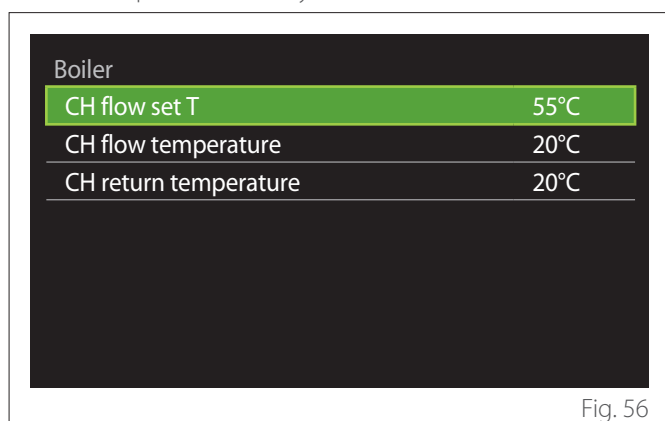 Boiler
CH flow set T 55°C
CH flow temperature 20°C
CH return temperature 20°C
Fig. 56